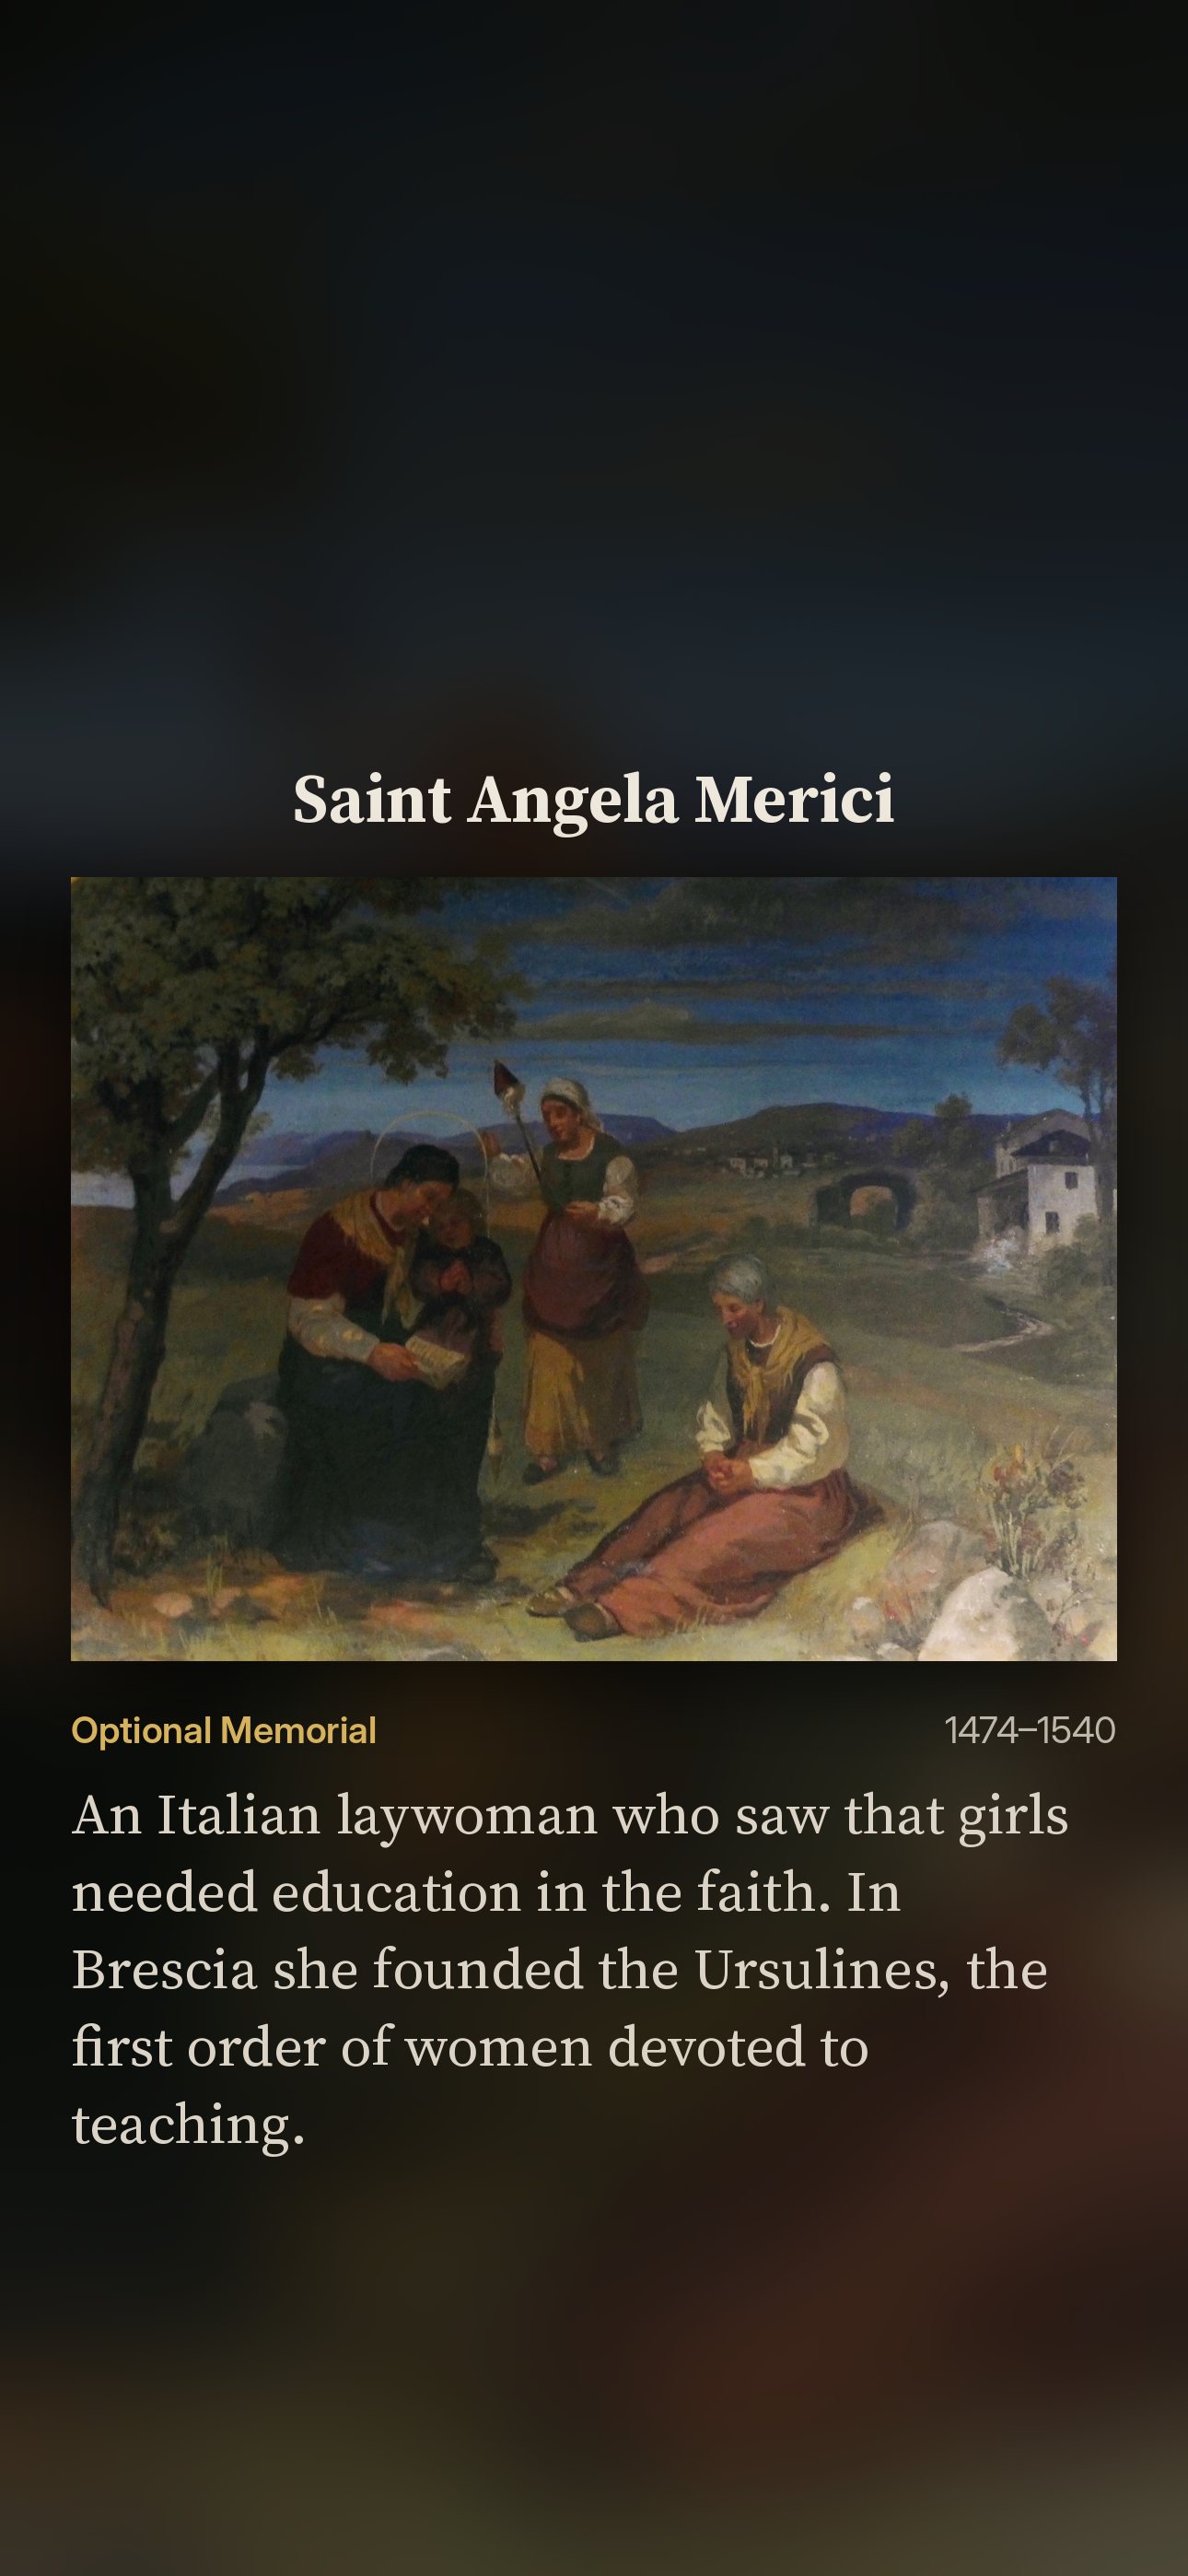 Saint Angela Merici
Optional Memorial
1474–1540
An Italian laywoman who saw that girls
needed education in the faith. In
Brescia she founded the Ursulines, the
first order of women devoted to
teaching.